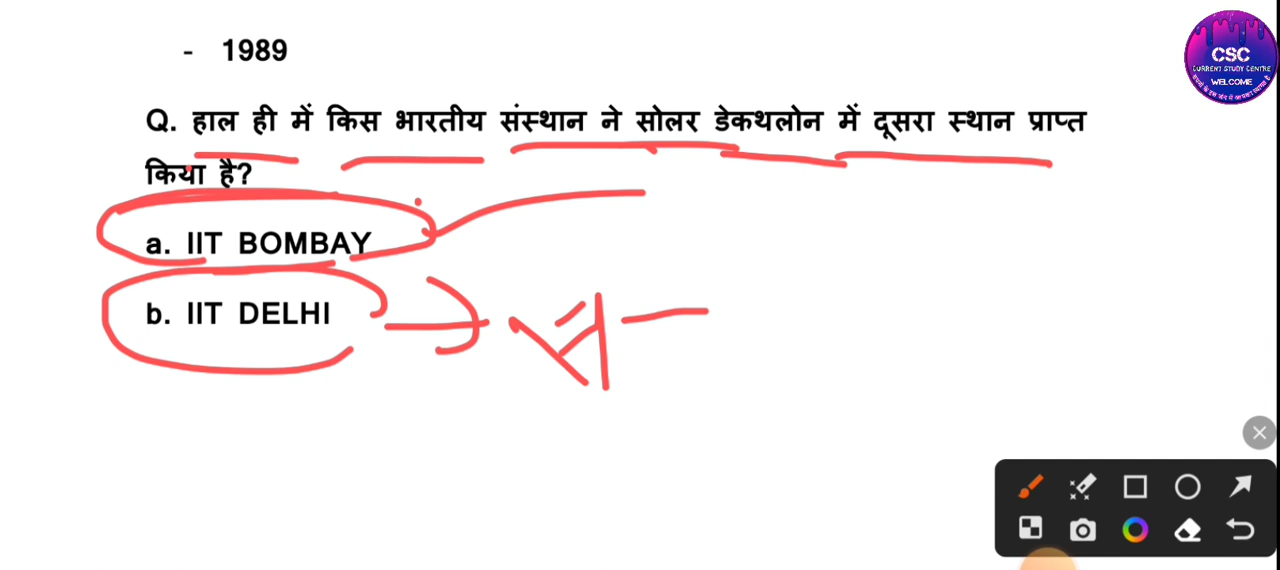 - 1989
CSC
CURRENT STUDY CENTRE
WELCOME
Q. हाल ही में किस भारतीय संस्थान ने सोलर डेकथलोन में दूसरा स्थान प्राप्त
किया है?
a. IIT BOMBAY
b. IIT DELHI